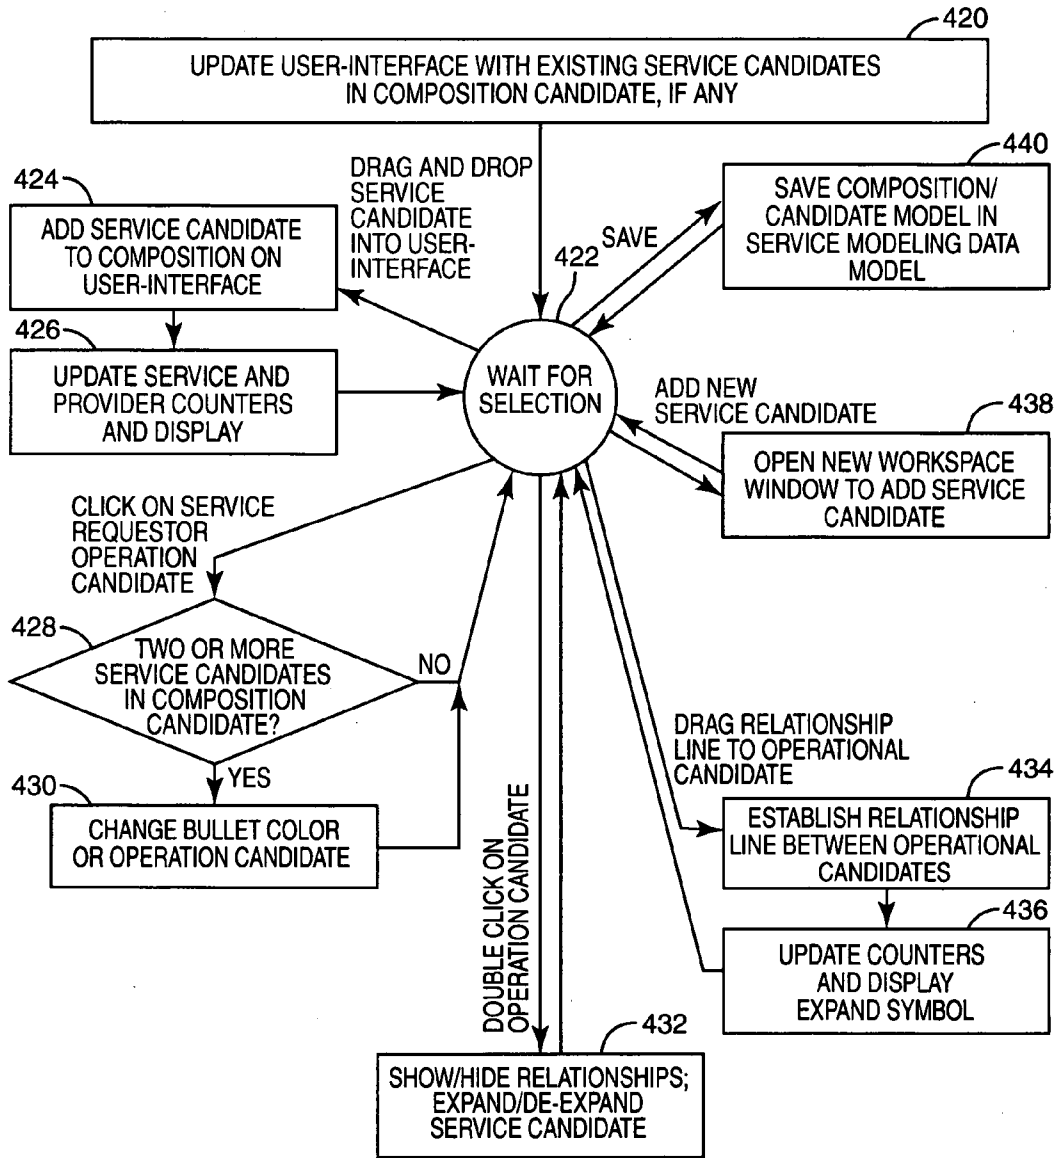 420
UPDATE USER-INTERFACE WITH EXISTING SERVICE CANDIDATES
IN COMPOSITION CANDIDATE, IF ANY
424
ADD SERVICE CANDIDATE
TO COMPOSITION ON
USER-INTERFACE
DRAG AND DROP
SERVICE
CANDIDATE
INTO USER-
INTERFACE
422
SAVE
440
SAVE COMPOSITION/
CANDIDATE MODEL IN
SERVICE MODELING DATA
MODEL
426
UPDATE SERVICE AND
PROVIDER COUNTERS
AND DISPLAY
WAIT FOR
SELECTION
ADD NEW
SERVICE CANDIDATE
438
OPEN NEW WORKSPACE
WINDOW TO ADD SERVICE
CANDIDATE
CLICK ON SERVICE
REQUESTOR
OPERATION
CANDIDATE
428
TWO OR MORE
SERVICE CANDIDATES
IN COMPOSITION
CANDIDATE?
NO
YES
430
CHANGE BULLET COLOR
OR OPERATION CANDIDATE
DOUBLE CLICK ON
OPERATION CANDIDATE
DRAG RELATIONSHIP
LINE TO OPERATIONAL
CANDIDATE
434
ESTABLISH RELATIONSHIP
LINE BETWEEN OPERATIONAL
CANDIDATES
436
UPDATE COUNTERS
AND DISPLAY
EXPAND SYMBOL
432
SHOW/HIDE RELATIONSHIPS;
EXPAND/DE-EXPAND
SERVICE CANDIDATE